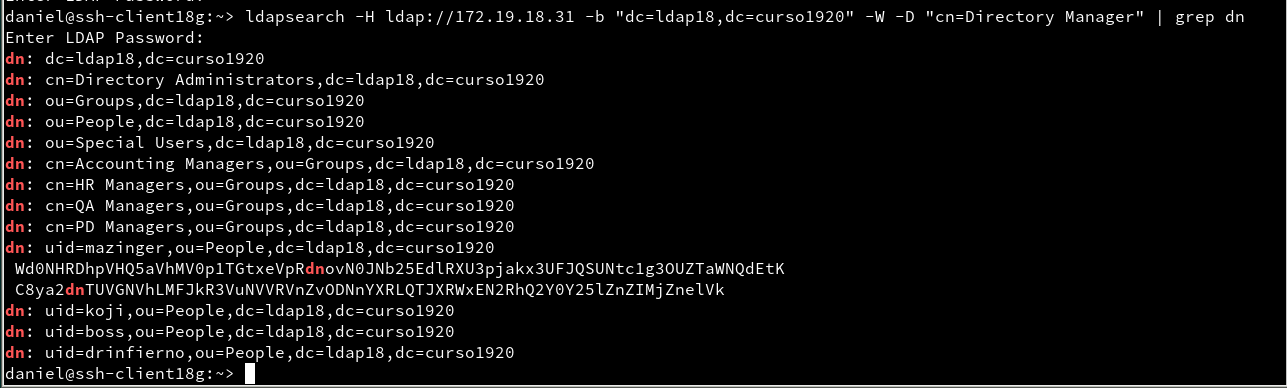 daniel@ssh-client18g:~> ldapsearch -H ldap://172.19.18.31 -b "dc=ldap18,dc=curso1920" -W -D "cn=Directory Manager" | grep dn
Enter LDAP Password:
dn: dc=ldap18,dc=curso1920
dn: cn=Directory Administrators,dc=ldap18,dc=curso1920
dn: ou=Groups,dc=ldap18,dc=curso1920
dn: ou=People,dc=ldap18,dc=curso1920
dn: ou=Special Users,dc=ldap18,dc=curso1920
dn: cn=Accounting Managers,ou=Groups,dc=ldap18,dc=curso1920
dn: cn=HR Managers,ou=Groups,dc=ldap18,dc=curso1920
dn: cn=QA Managers,ou=Groups,dc=ldap18,dc=curso1920
dn: cn=PD Managers,ou=Groups,dc=ldap18,dc=curso1920
dn: uid=mazinger,ou=People,dc=ldap18,dc=curso1920
Wd0NHRDhpVHQ5aVhMV0p1TGtxeVpRdnovN0JNb25EdlRXU3pjakx3UFJQSUNtc1g3OUZTaWNQdEtK
C8ya2dnTUVGNVhLMFJkR3VuNVVRVnZvODNnYXRLQTJXRWxEN2RhQ2Y0Y25lZnZIMjZnelVk
dn: uid=koji,ou=People,dc=ldap18,dc=curso1920
dn: uid=boss,ou=People,dc=ldap18,dc=curso1920
dn: uid=drinfierno,ou=People,dc=ldap18,dc=curso1920
daniel@ssh-client18g:~>